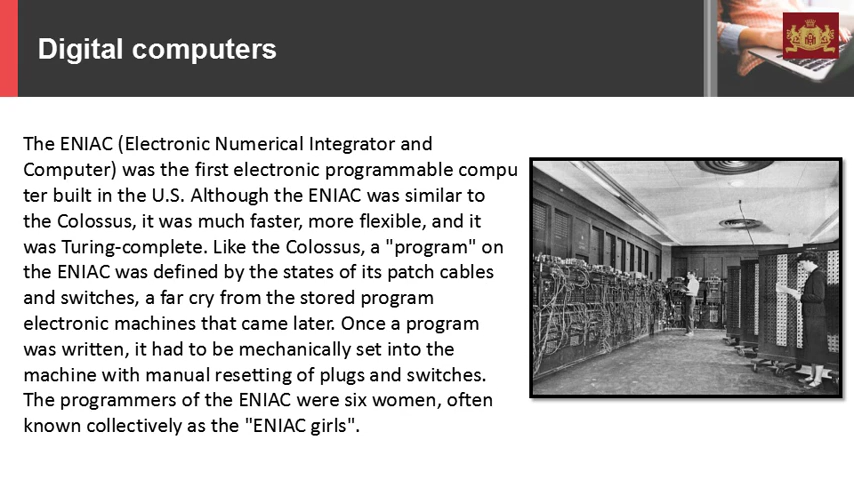 Digital computers
The ENIAC (Electronic Numerical Integrator and
Computer) was the first electronic programmable compu
ter built in the U.S. Although the ENIAC was similar to
the Colossus, it was much faster, more flexible, and it
was Turing-complete. Like the Colossus, a "program" on
the ENIAC was defined by the states of its patch cables
and switches, a far cry from the stored program
electronic machines that came later. Once a program
was written, it had to be mechanically set into the
machine with manual resetting of plugs and switches.
The programmers of the ENIAC were six women, often
known collectively as the "ENIAC girls".